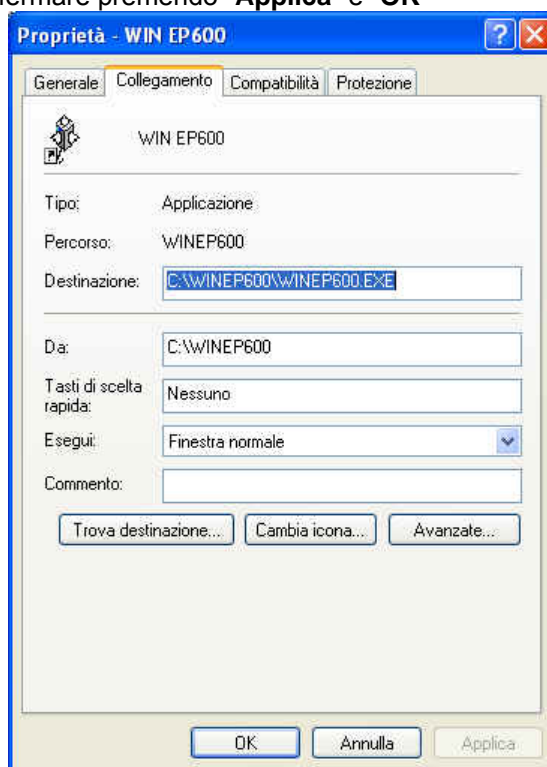 fermare premendo "Applica" e "OK"
Proprietà - WIN EP600
Generale Collegamento Compatibilità Protezione
WIN EP600
Tipo: Applicazione
Percorso: WINEP600
Destinazione: C:\WINEP600\WINEP600.EXE
Da: C:\WINEP600
Tasti di scelta
rapida: Nessuno
Esegui: Finestra normale
Commento:
Trova destinazione... Cambia icona... Avanzate...
OK Annulla Applica